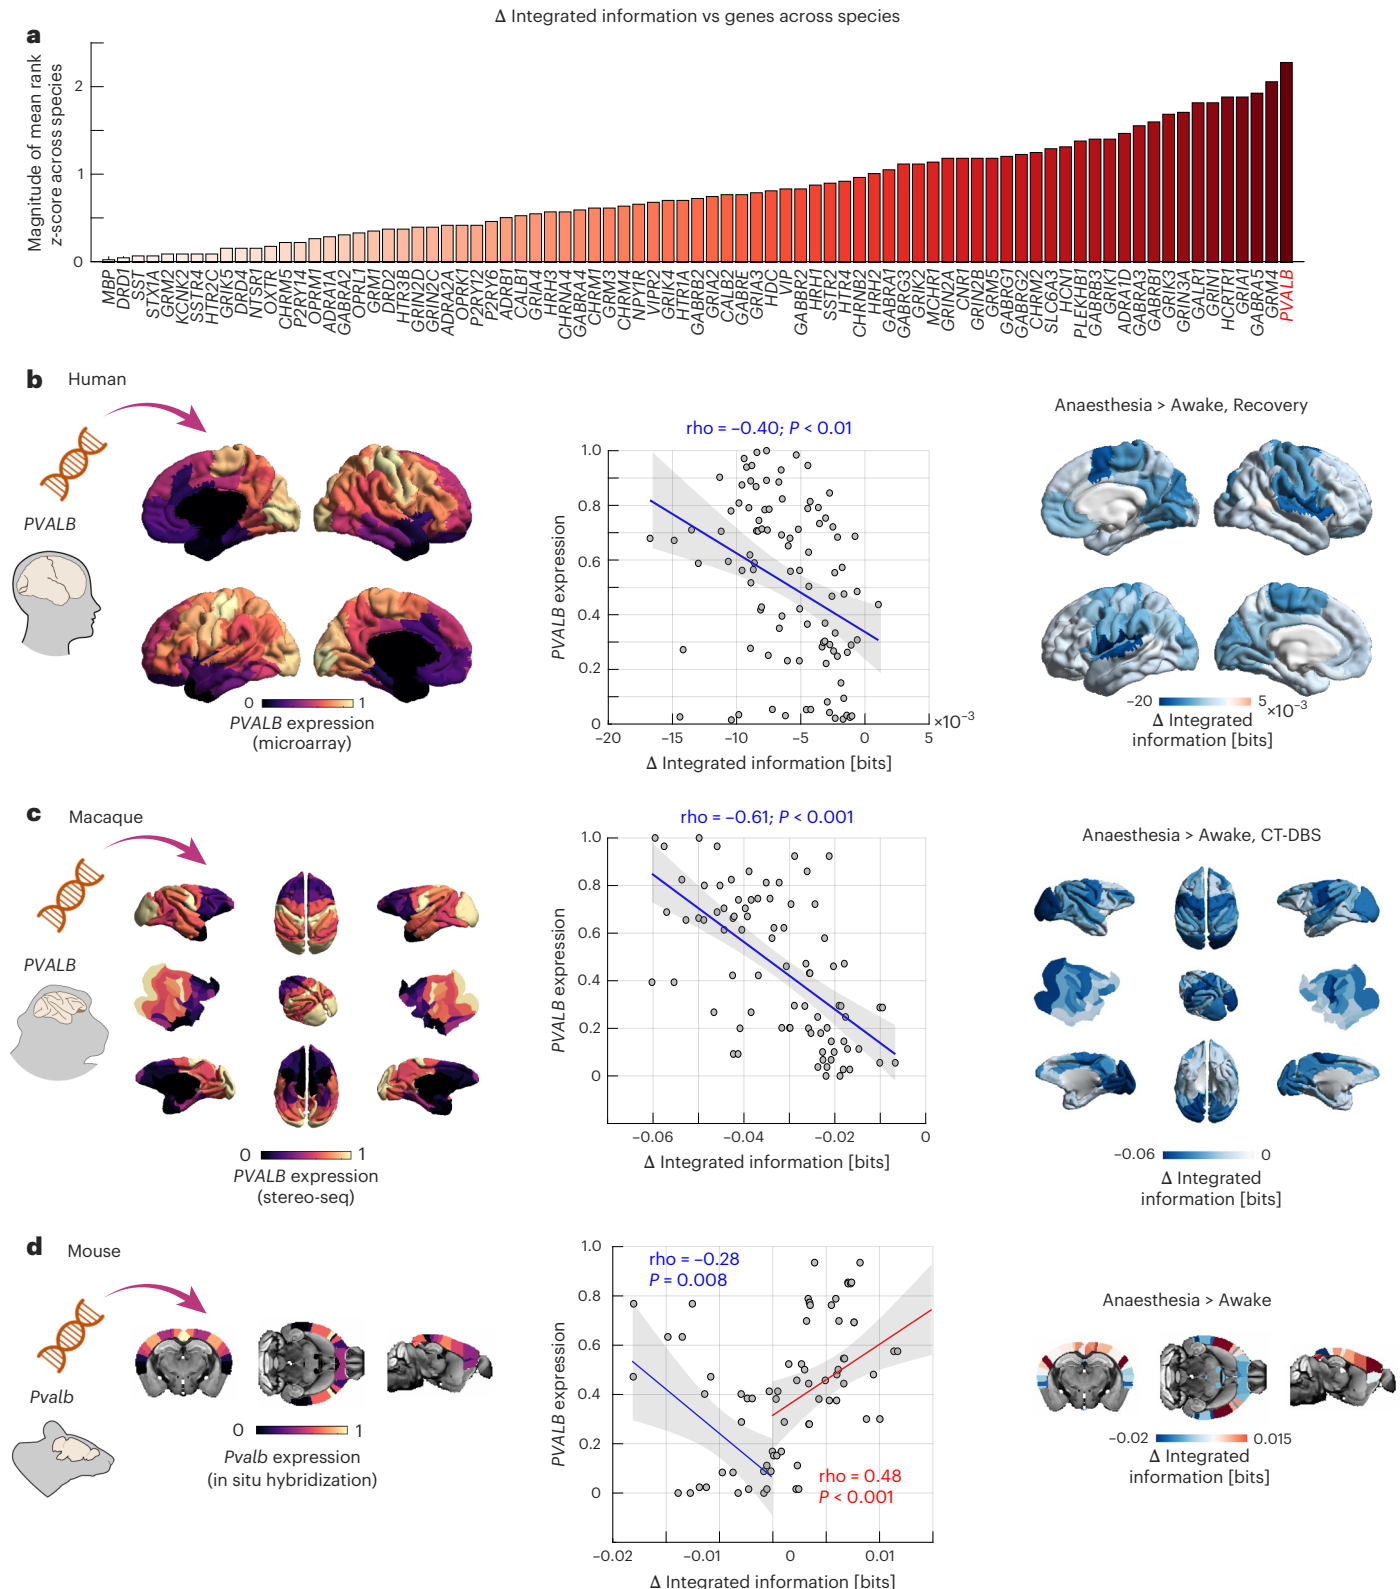 Δ Integrated information vs genes across species
a
Magnitude of mean rank
z-score across species
2
1
0
MBP
DRD1
SST
STX1A
GRM2
KCNK2
SSTR4
HTR2C
GRIK5
DRD4
NTSR1
OXTR
CHRM5
P2RY14
OPRM1
ADRA1A
GABRA2
OPRL1
GRM1
DRD2
HTR3B
GRIN2D
GRIN2C
ADRA2A
OPRK1
P2RY12
P2RY6
ADRB1
CALB1
GRIA4
HRH3
CHRNA4
GABRA4
CHRM1
GRM3
CHRM4
NPY1R
VIPR2
GRIK4
HTR1A
GABRB2
GRIA2
CALB2
GABRE
GRIA3
HDC
VIP
GABBR2
HRH1
SSTR2
HTR4
CHRNB2
HRH2
GABRA1
GABRG3
GRIK2
MCHR1
GRIN2A
CNR1
GRIN2B
GRM5
GABRG1
GABRG2
CHRM2
SLC6A3
HCN1
PLEKHB1
GABRB3
GRIK1
ADRA1D
GABRA3
GABRB1
GRIK3
GRIN3A
GALR1
GRIN1
HCRTR1
GRIA1
GABRA5
GRM4
PVALB
b Human
PVALB
0 1
PVALB expression
(microarray)
rho = –0.40; P < 0.01
PVALB expression
1.0
0.8
0.6
0.4
0.2
0
–20 –15 –10 –5 0 5
×10⁻³
Δ Integrated information [bits]
Anaesthesia > Awake, Recovery
–20 5
×10⁻³
Δ Integrated
information [bits]
c Macaque
PVALB
0 1
PVALB expression
(stereo-seq)
rho = –0.61; P < 0.001
PVALB expression
1.0
0.8
0.6
0.4
0.2
0
–0.06 –0.04 –0.02 0
Δ Integrated information [bits]
Anaesthesia > Awake, CT-DBS
–0.06 0
Δ Integrated
information [bits]
d Mouse
Pvalb
0 1
Pvalb expression
(in situ hybridization)
rho = –0.28
P = 0.008
PVALB expression
1.0
0.8
0.6
0.4
0.2
0
rho = 0.48
P < 0.001
–0.02 –0.01 0 0.01
Δ Integrated information [bits]
Anaesthesia > Awake
–0.02 0.015
Δ Integrated
information [bits]